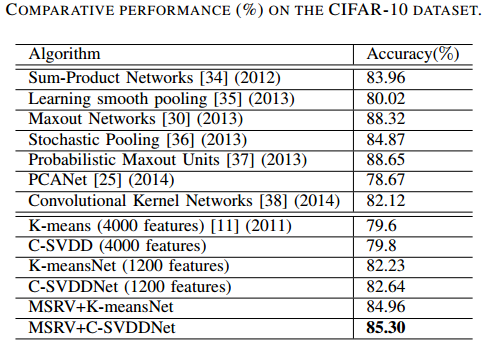 COMPARATIVE PERFORMANCE (%) ON THE CIFAR-10 DATASET.
Algorithm Accuracy(%)
Sum-Product Networks [34] (2012) 83.96
Learning smooth pooling [35] (2013) 80.02
Maxout Networks [30] (2013) 88.32
Stochastic Pooling [36] (2013) 84.87
Probabilistic Maxout Units [37] (2013) 88.65
PCANet [25] (2014) 78.67
Convolutional Kernel Networks [38] (2014) 82.12
K-means (4000 features) [11] (2011) 79.6
C-SVDD (4000 features) 79.8
K-meansNet (1200 features) 82.23
C-SVDDNet (1200 features) 82.64
MSRV+K-meansNet 84.96
MSRV+C-SVDDNet 85.30